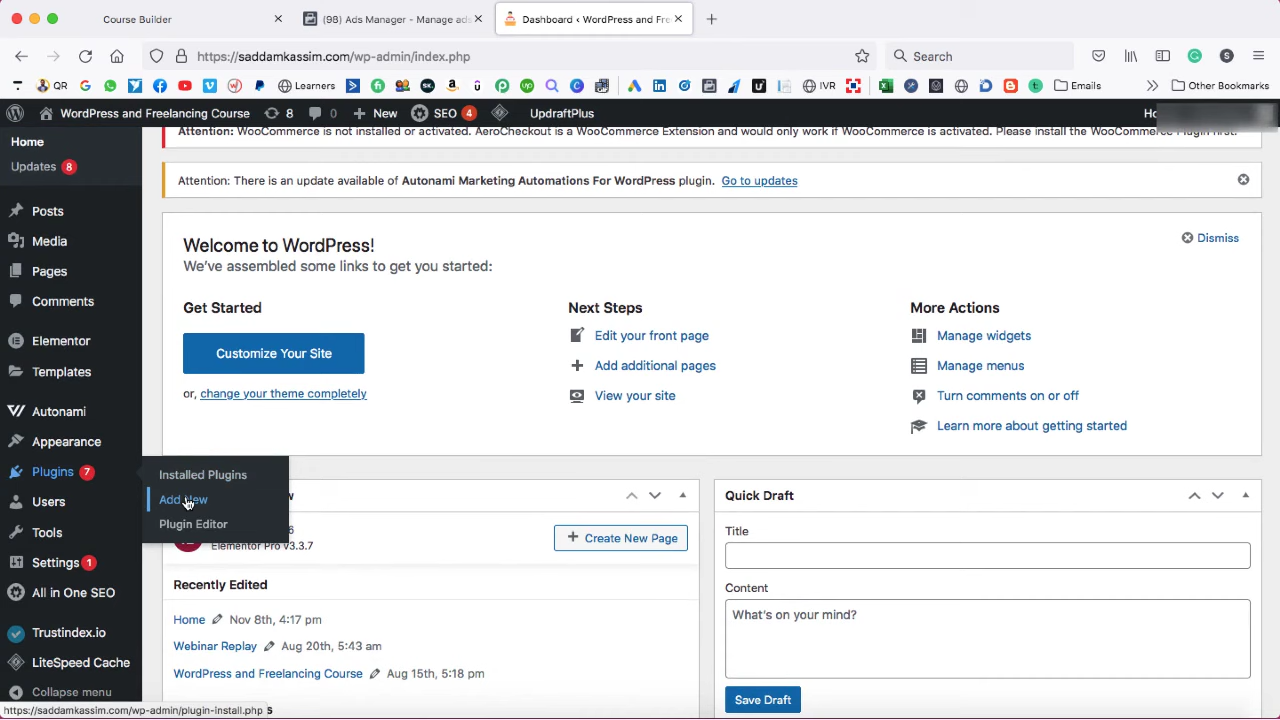 Course Builder
(98) Ads Manager - Manage ads
Dashboard ‹ WordPress and Fre
https://saddamkassim.com/wp-admin/index.php
Search
QR
Learners
IVR
Emails
Other Bookmarks
WordPress and Freelancing Course
8
0
New
SEO 4
UpdraftPlus
Ho
Home
Updates 8
Posts
Media
Pages
Comments
Elementor
Templates
Autonami
Appearance
Plugins 7
Users
Tools
Settings 1
All in One SEO
Trustindex.io
LiteSpeed Cache
Collapse menu
https://saddamkassim.com/wp-admin/plugin-install.php
Installed Plugins
Add New
Plugin Editor
Attention: WooCommerce is not installed or activated. AeroCheckout is a WooCommerce Extension and would only work if WooCommerce is activated. Please install the WooCommerce Plugin first.
Attention: There is an update available of Autonami Marketing Automations For WordPress plugin. Go to updates
Welcome to WordPress!
Dismiss
We've assembled some links to get you started:
Get Started
Customize Your Site
or, change your theme completely
Next Steps
Edit your front page
Add additional pages
View your site
More Actions
Manage widgets
Manage menus
Turn comments on or off
Learn more about getting started
Elementor Pro v3.3.7
Create New Page
Recently Edited
Home Nov 8th, 4:17 pm
Webinar Replay Aug 20th, 5:43 am
WordPress and Freelancing Course Aug 15th, 5:18 pm
Quick Draft
Title
Content
What's on your mind?
Save Draft